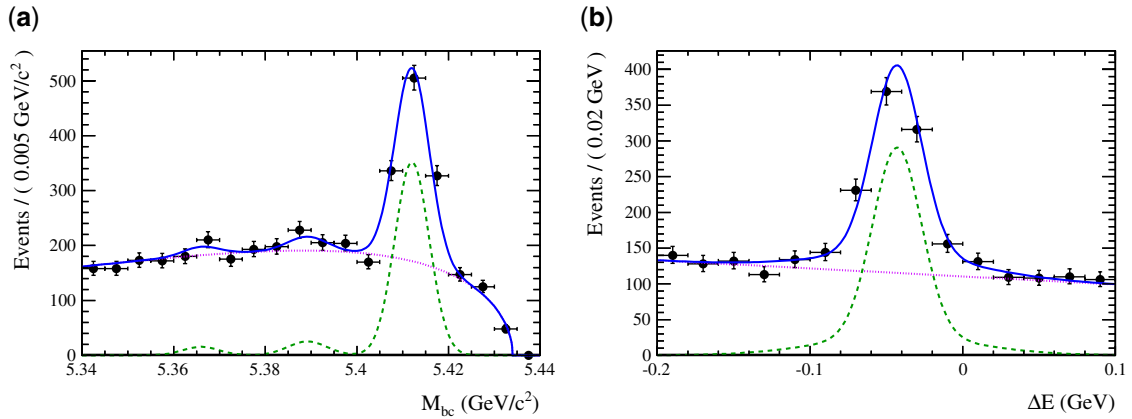 (a)
Events / ( 0.005 GeV/c²)
500
400
300
200
100
0
5.34 5.36 5.38 5.4 5.42 5.44
M_bc (GeV/c²)
(b)
Events / ( 0.02 GeV)
400
350
300
250
200
150
100
50
0
-0.2 -0.1 0 0.1
ΔE (GeV)